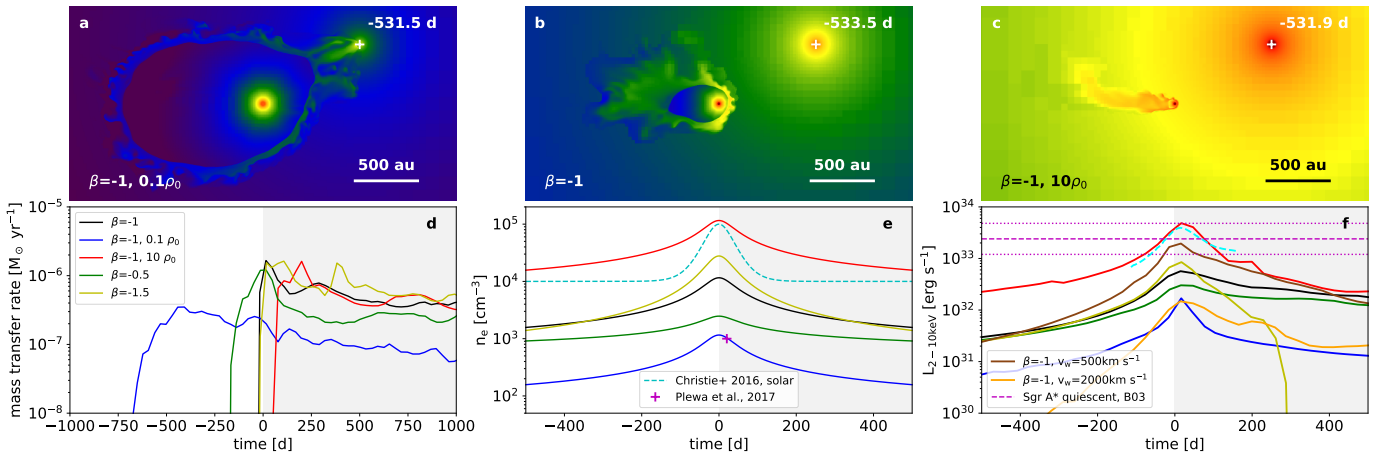 a
-531.5 d
500 au
β=-1, 0.1ρ₀
b
-533.5 d
500 au
β=-1
c
-531.9 d
500 au
β=-1, 10ρ₀
mass transfer rate [M⊙ yr⁻¹]
10⁻⁵
10⁻⁶
10⁻⁷
10⁻⁸
d
β=-1
β=-1, 0.1 ρ₀
β=-1, 10 ρ₀
β=-0.5
β=-1.5
-1000 -750 -500 -250 0 250 500 750 1000
time [d]
nₑ [cm⁻³]
10⁵
10⁴
10³
10²
e
Christie+ 2016, solar
Plewa et al., 2017
−400 −200 0 200 400
time [d]
L₂₋₁₀ₖₑᵥ [erg s⁻¹]
10³⁴
10³³
10³²
10³¹
10³⁰
f
β=-1, v_w=500km s⁻¹
β=-1, v_w=2000km s⁻¹
Sgr A* quiescent, B03
−400 −200 0 200 400
time [d]